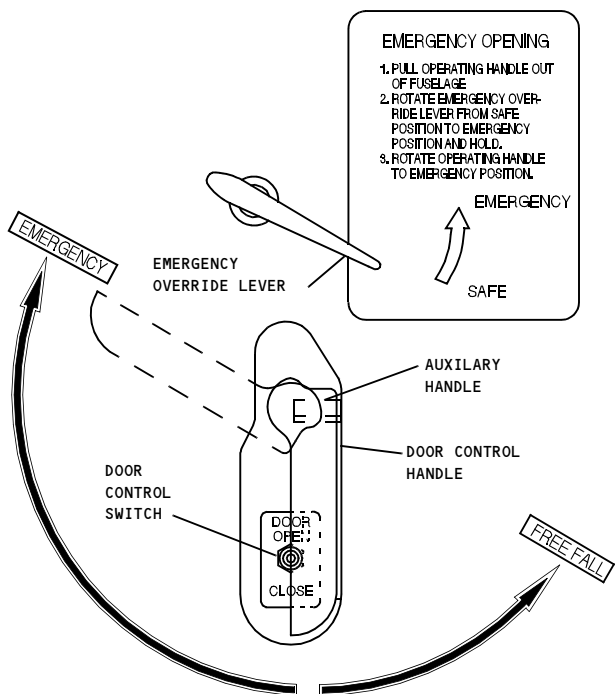 EMERGENCY OPENING
1. PULL OPERATING HANDLE OUT
OF FUSELAGE
2. ROTATE EMERGENCY OVER-
RIDE LEVER FROM SAFE
POSITION TO EMERGENCY
POSITION AND HOLD.
3. ROTATE OPERATING HANDLE
TO EMERGENCY POSITION.
EMERGENCY
SAFE
EMERGENCY
EMERGENCY
OVERRIDE LEVER
AUXILARY
HANDLE
DOOR CONTROL
HANDLE
DOOR
CONTROL
SWITCH
DOOR
OPEN
CLOSE
FREE FALL